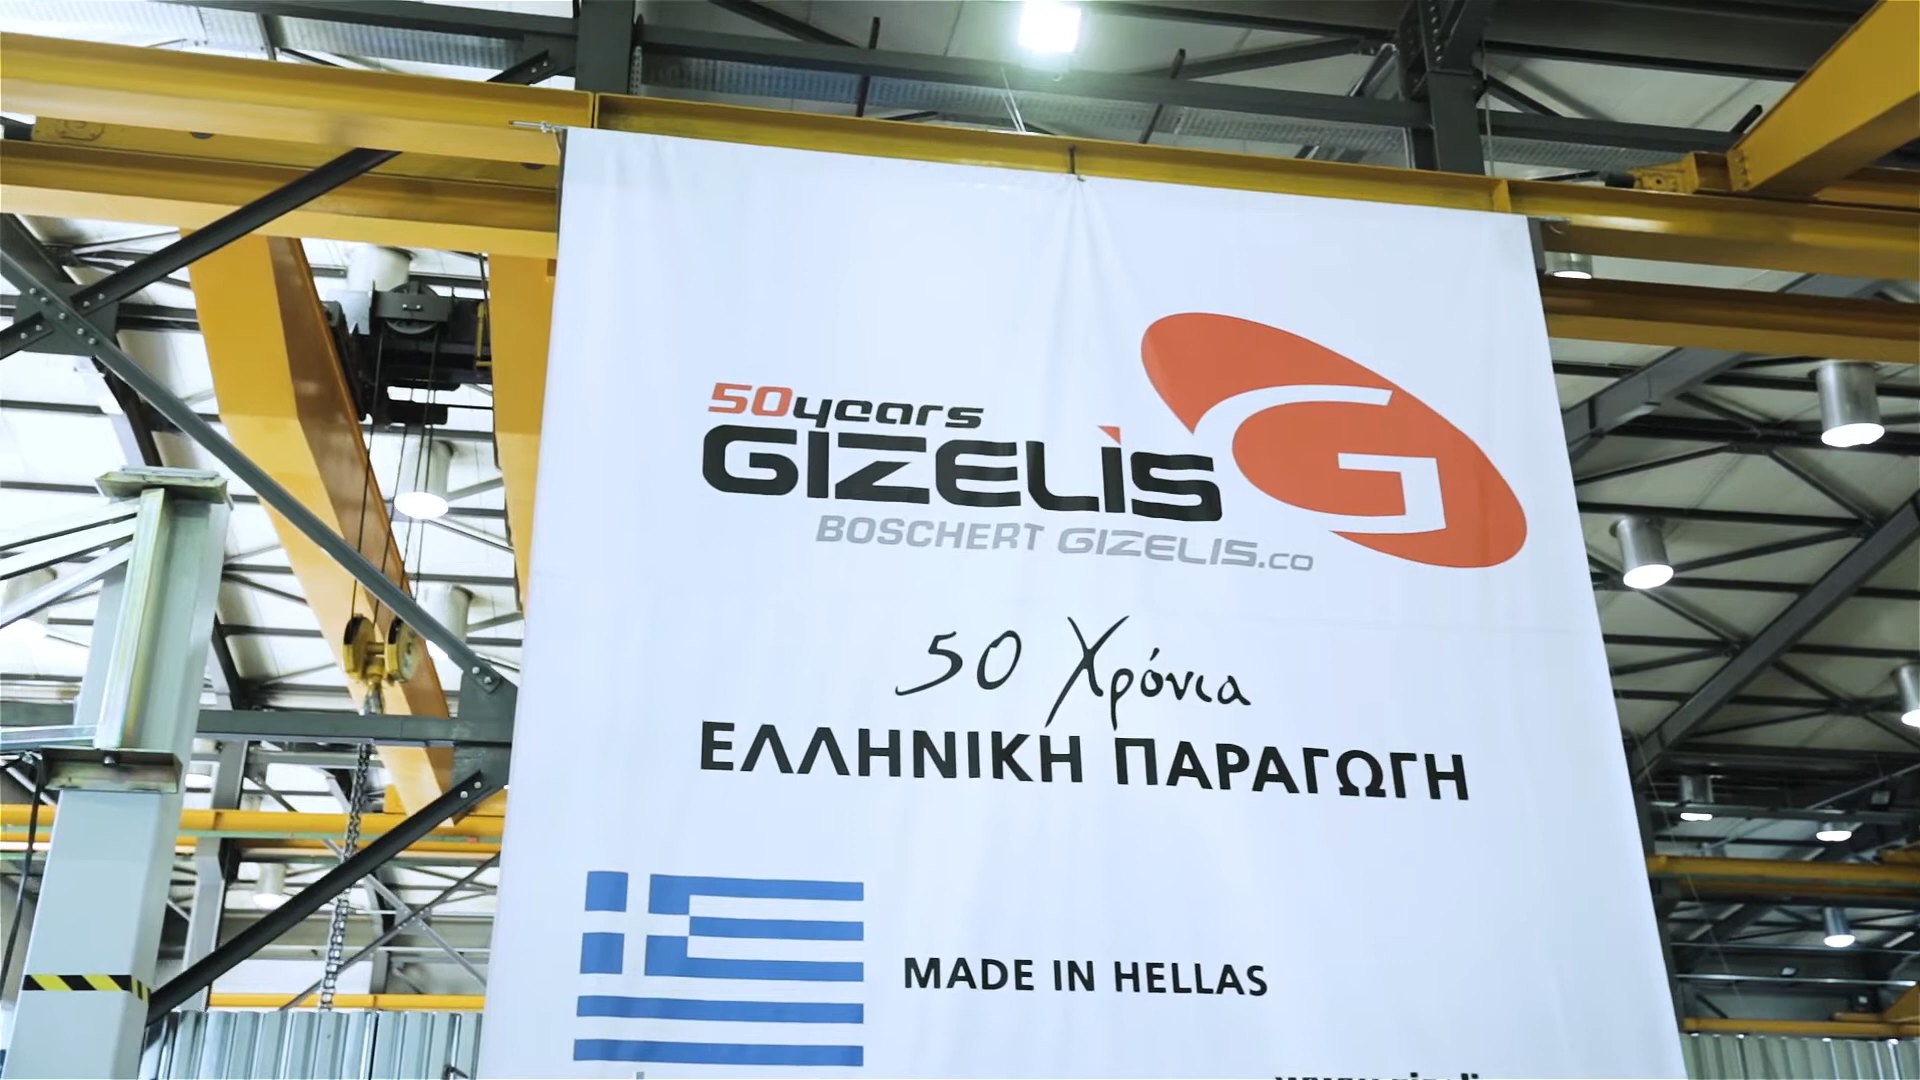 50years
GIZELIS
BOSCHERT GIZELIS.co
50 Χρόνια
ΕΛΛΗΝΙΚΗ ΠΑΡΑΓΩΓΗ
MADE IN HELLAS